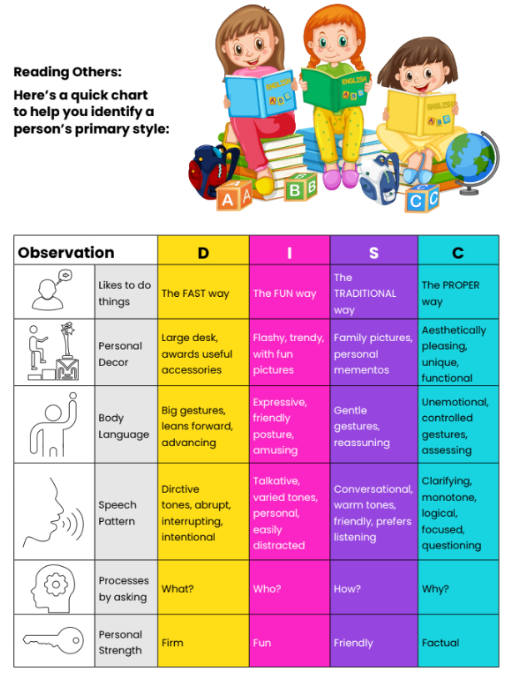 Reading Others:
Here's a quick chart
to help you identify a
person's primary style:
ENGLISH
ABC
ENGLISH
ABC
ENGLISH
ABC
A A
B B
C C
Observation D I S C
Likes to do
things
The FAST way
The FUN way
The
TRADITIONAL
way
The PROPER
way
Personal
Decor
Large desk,
awards useful
accessories
Flashy, trendy,
with fun
pictures
Family pictures,
personal
mementos
Aesthetically
pleasing,
unique,
functional
Body
Language
Big gestures,
leans forward,
advancing
Expressive,
friendly
posture,
amusing
Gentle
gestures,
reassuning
Unemotional,
controlled
gestures,
assessing
Speech
Pattern
Dirctive
tones, abrupt,
interrupting,
intentional
Talkative,
varied tones,
personal,
easily
distracted
Conversational,
warm tones,
friendly, prefers
listening
Clarifying,
monotone,
logical,
focused,
questioning
Processes
by asking
What?
Who?
How?
Why?
Personal
Strength
Firm
Fun
Friendly
Factual